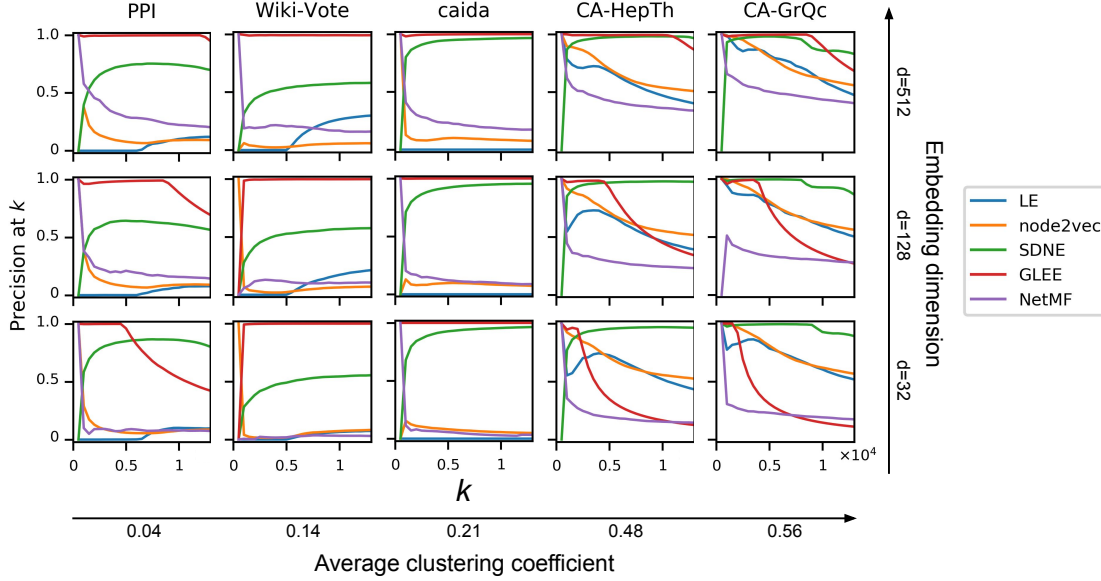 PPI Wiki-Vote caida CA-HepTh CA-GrQc
1.0
0.5
0
d=512
1.0
0.5
0
d=128
1.0
0.5
0
d=32
Precision at k
Embedding dimension
LE
node2vec
SDNE
GLEE
NetMF
0 0.5 1 0 0.5 1 0 0.5 1 0 0.5 1 0 0.5 1 ×10⁴
k
0.04 0.14 0.21 0.48 0.56
Average clustering coefficient